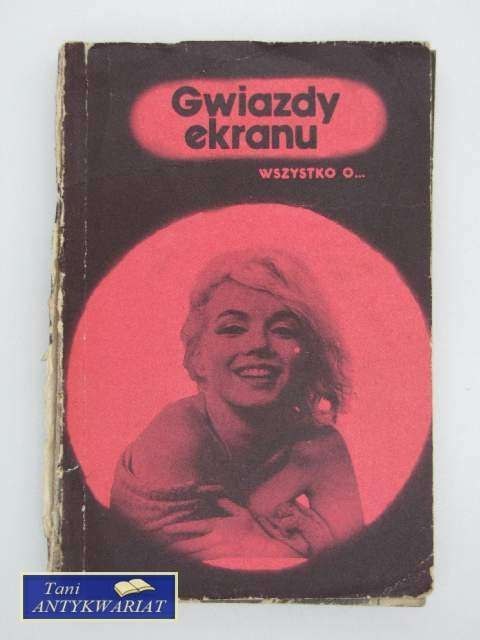 Gwiazdy
ekranu
WSZYSTKO O...
Tani
ANTYKWARIAT